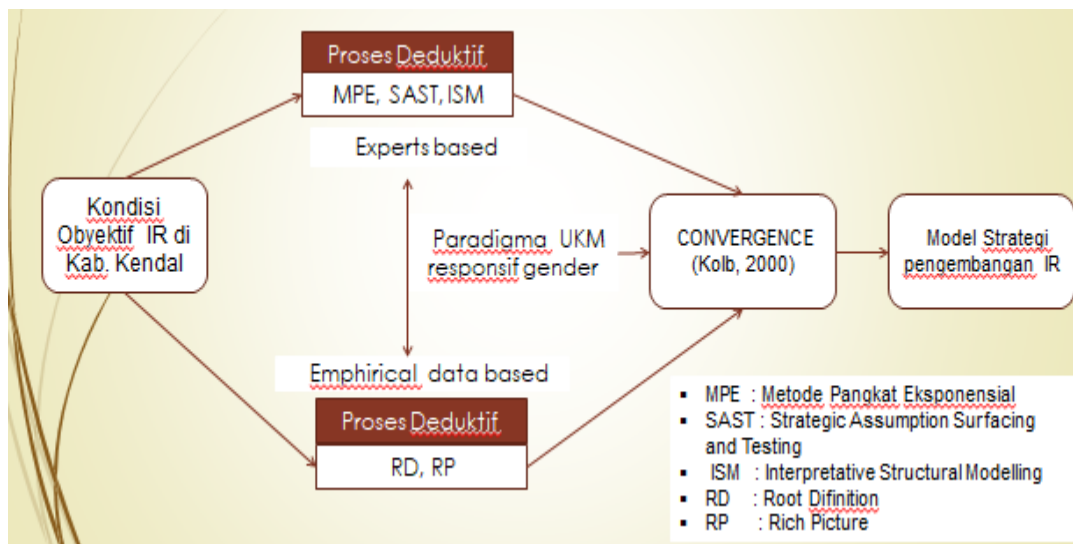 Proses Deduktif
MPE, SAST, ISM
Experts based
Kondisi
Obyektif IR di
Kab. Kendal
Paradigma UKM
responsif gender
CONVERGENCE
(Kolb, 2000)
Model Strategi
pengembangan IR
Emphirical data based
Proses Deduktif
RD, RP
▪ MPE : Metode Pangkat Eksponensial
▪ SAST : Strategic Assumption Surfacing
and Testing
▪ ISM : Interpretative Structural Modelling
▪ RD : Root Difinition
▪ RP : Rich Picture